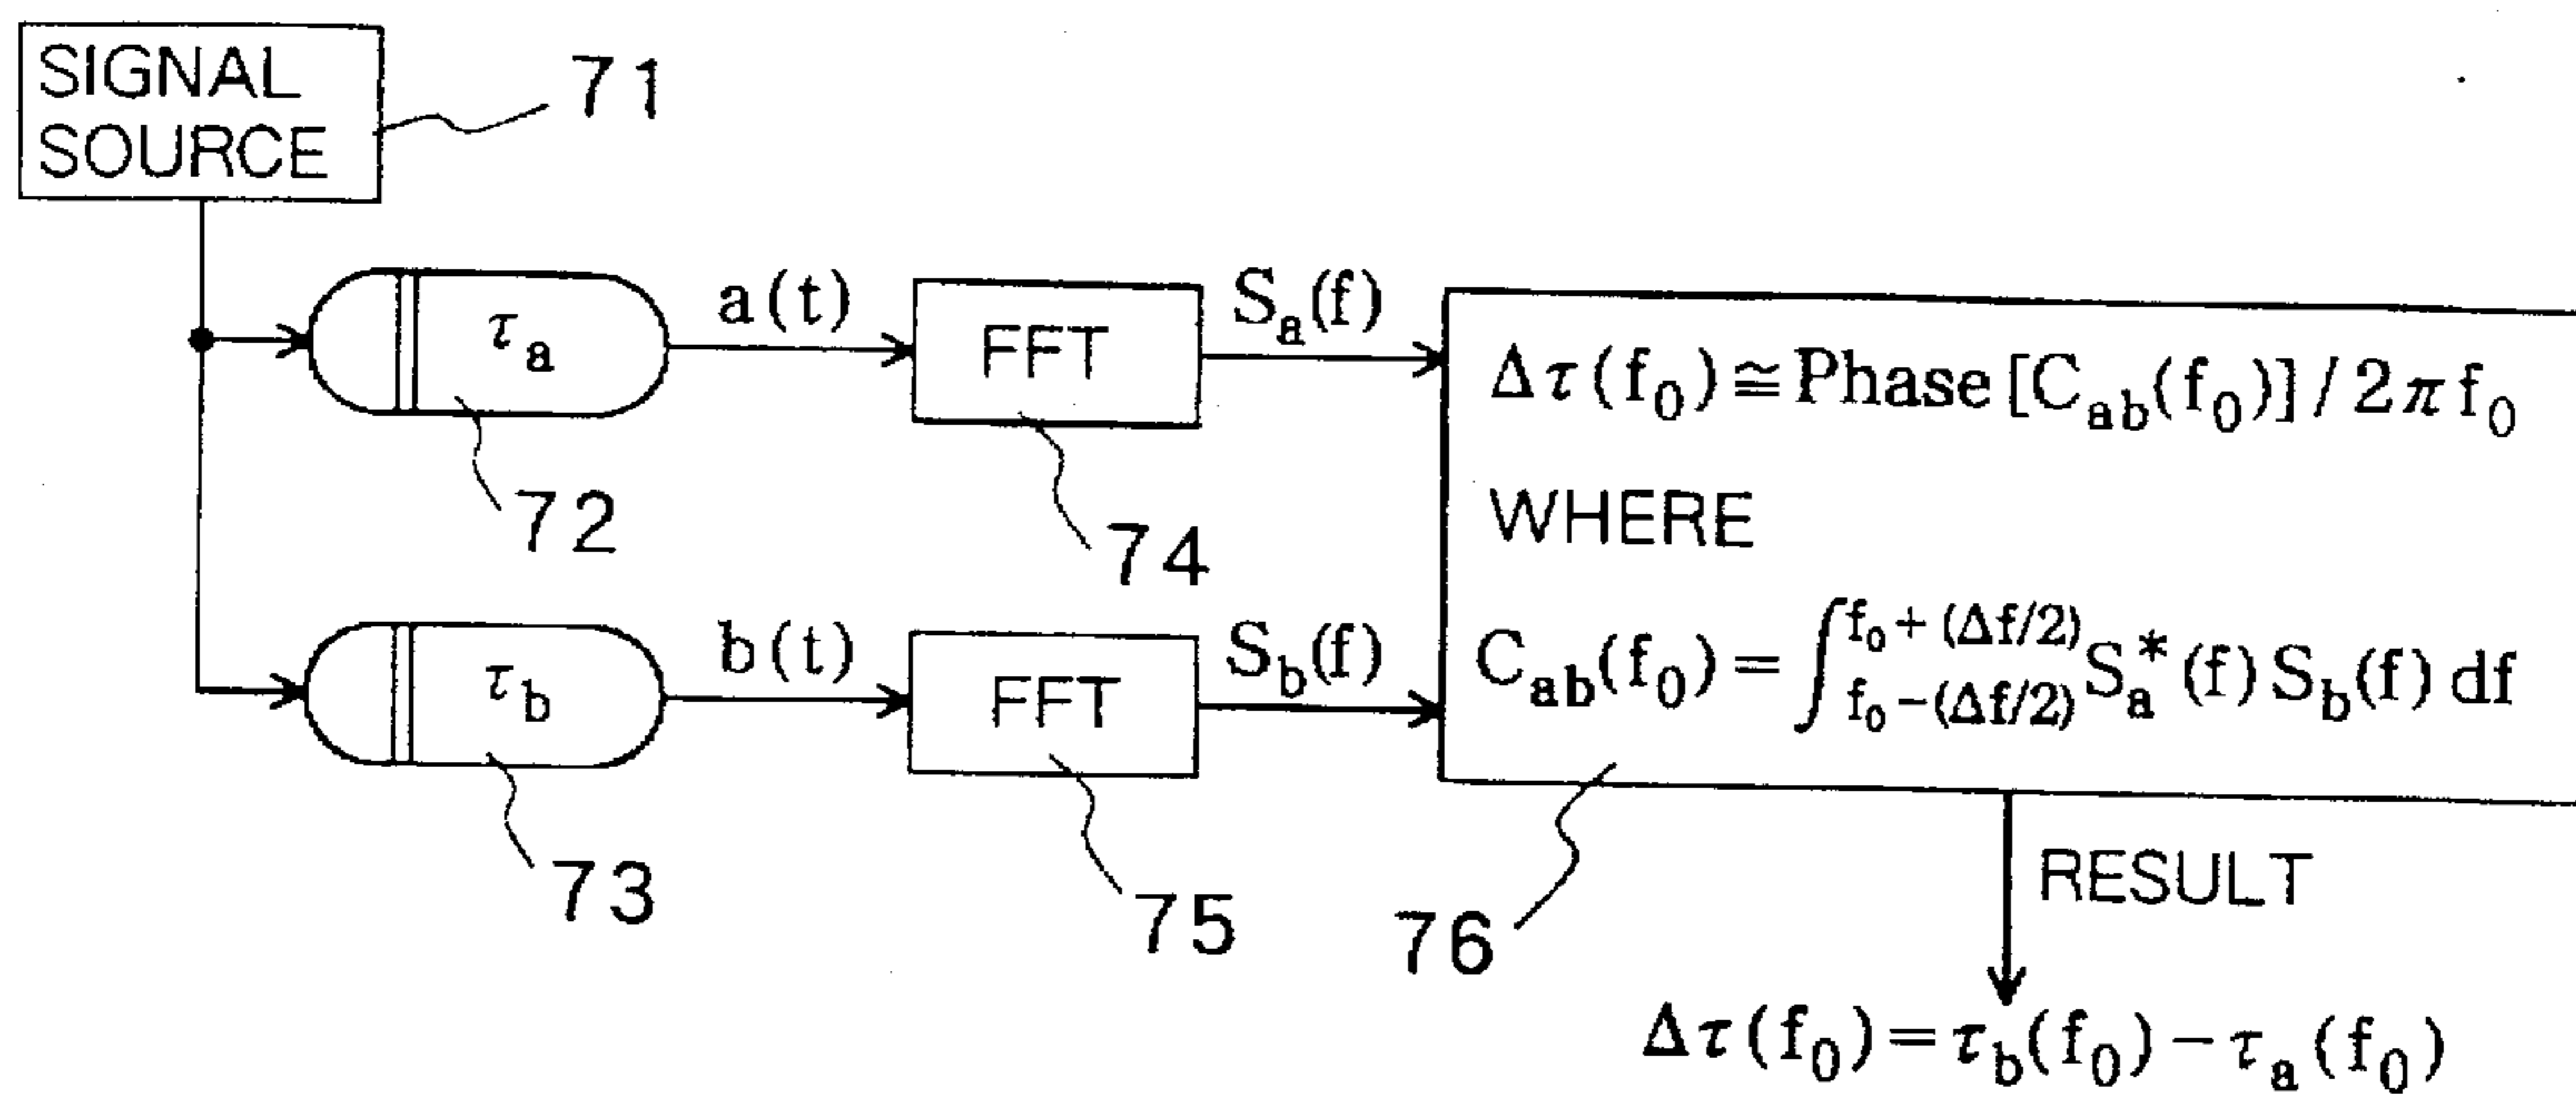 SIGNAL
SOURCE
71
τa
a(t)
FFT
Sa(f)
72
74
τb
b(t)
FFT
Sb(f)
73
75
Δτ(f0)≅Phase[Cab(f0)]/2πf0
WHERE
Cab(f0)=∫f0-(Δf/2)f0+(Δf/2)Sa*(f)Sb(f)df
76
RESULT
Δτ(f0)=τb(f0)-τa(f0)